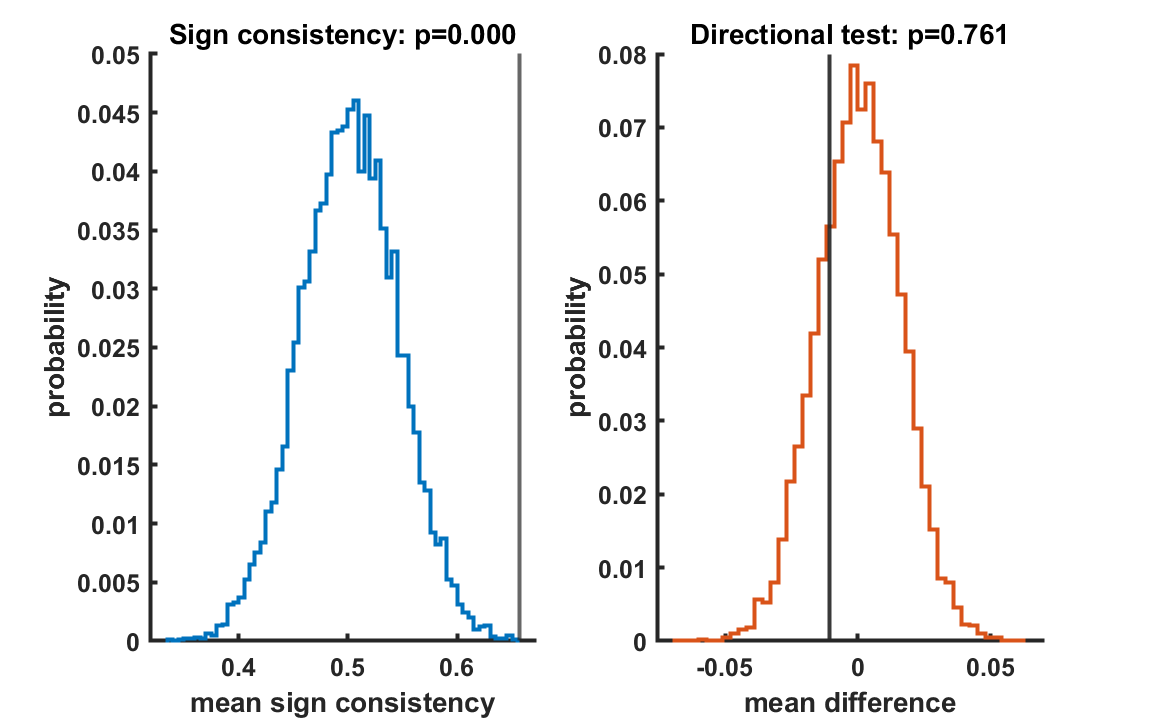 Sign consistency: p=0.000
0.05
0.045
0.04
0.035
0.03
0.025
0.02
0.015
0.01
0.005
0
probability
0.4 0.5 0.6
mean sign consistency
Directional test: p=0.761
0.08
0.07
0.06
0.05
0.04
0.03
0.02
0.01
0
probability
-0.05 0 0.05
mean difference